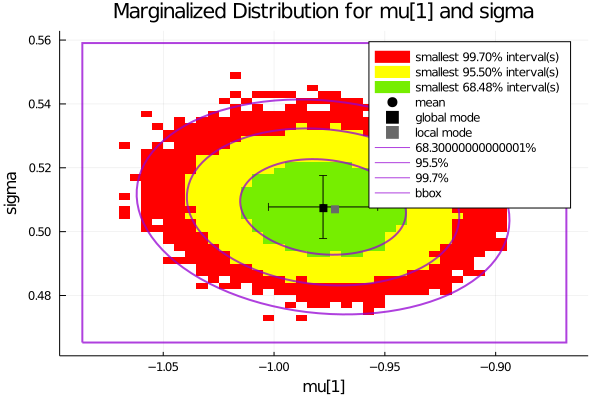 Marginalized Distribution for mu[1] and sigma
smallest 99.70% interval(s)
smallest 95.50% interval(s)
smallest 68.48% interval(s)
mean
global mode
local mode
68.30000000000001%
95.5%
99.7%
bbox
sigma
0.56
0.54
0.52
0.50
0.48
−1.05 −1.00 −0.95 −0.90
mu[1]